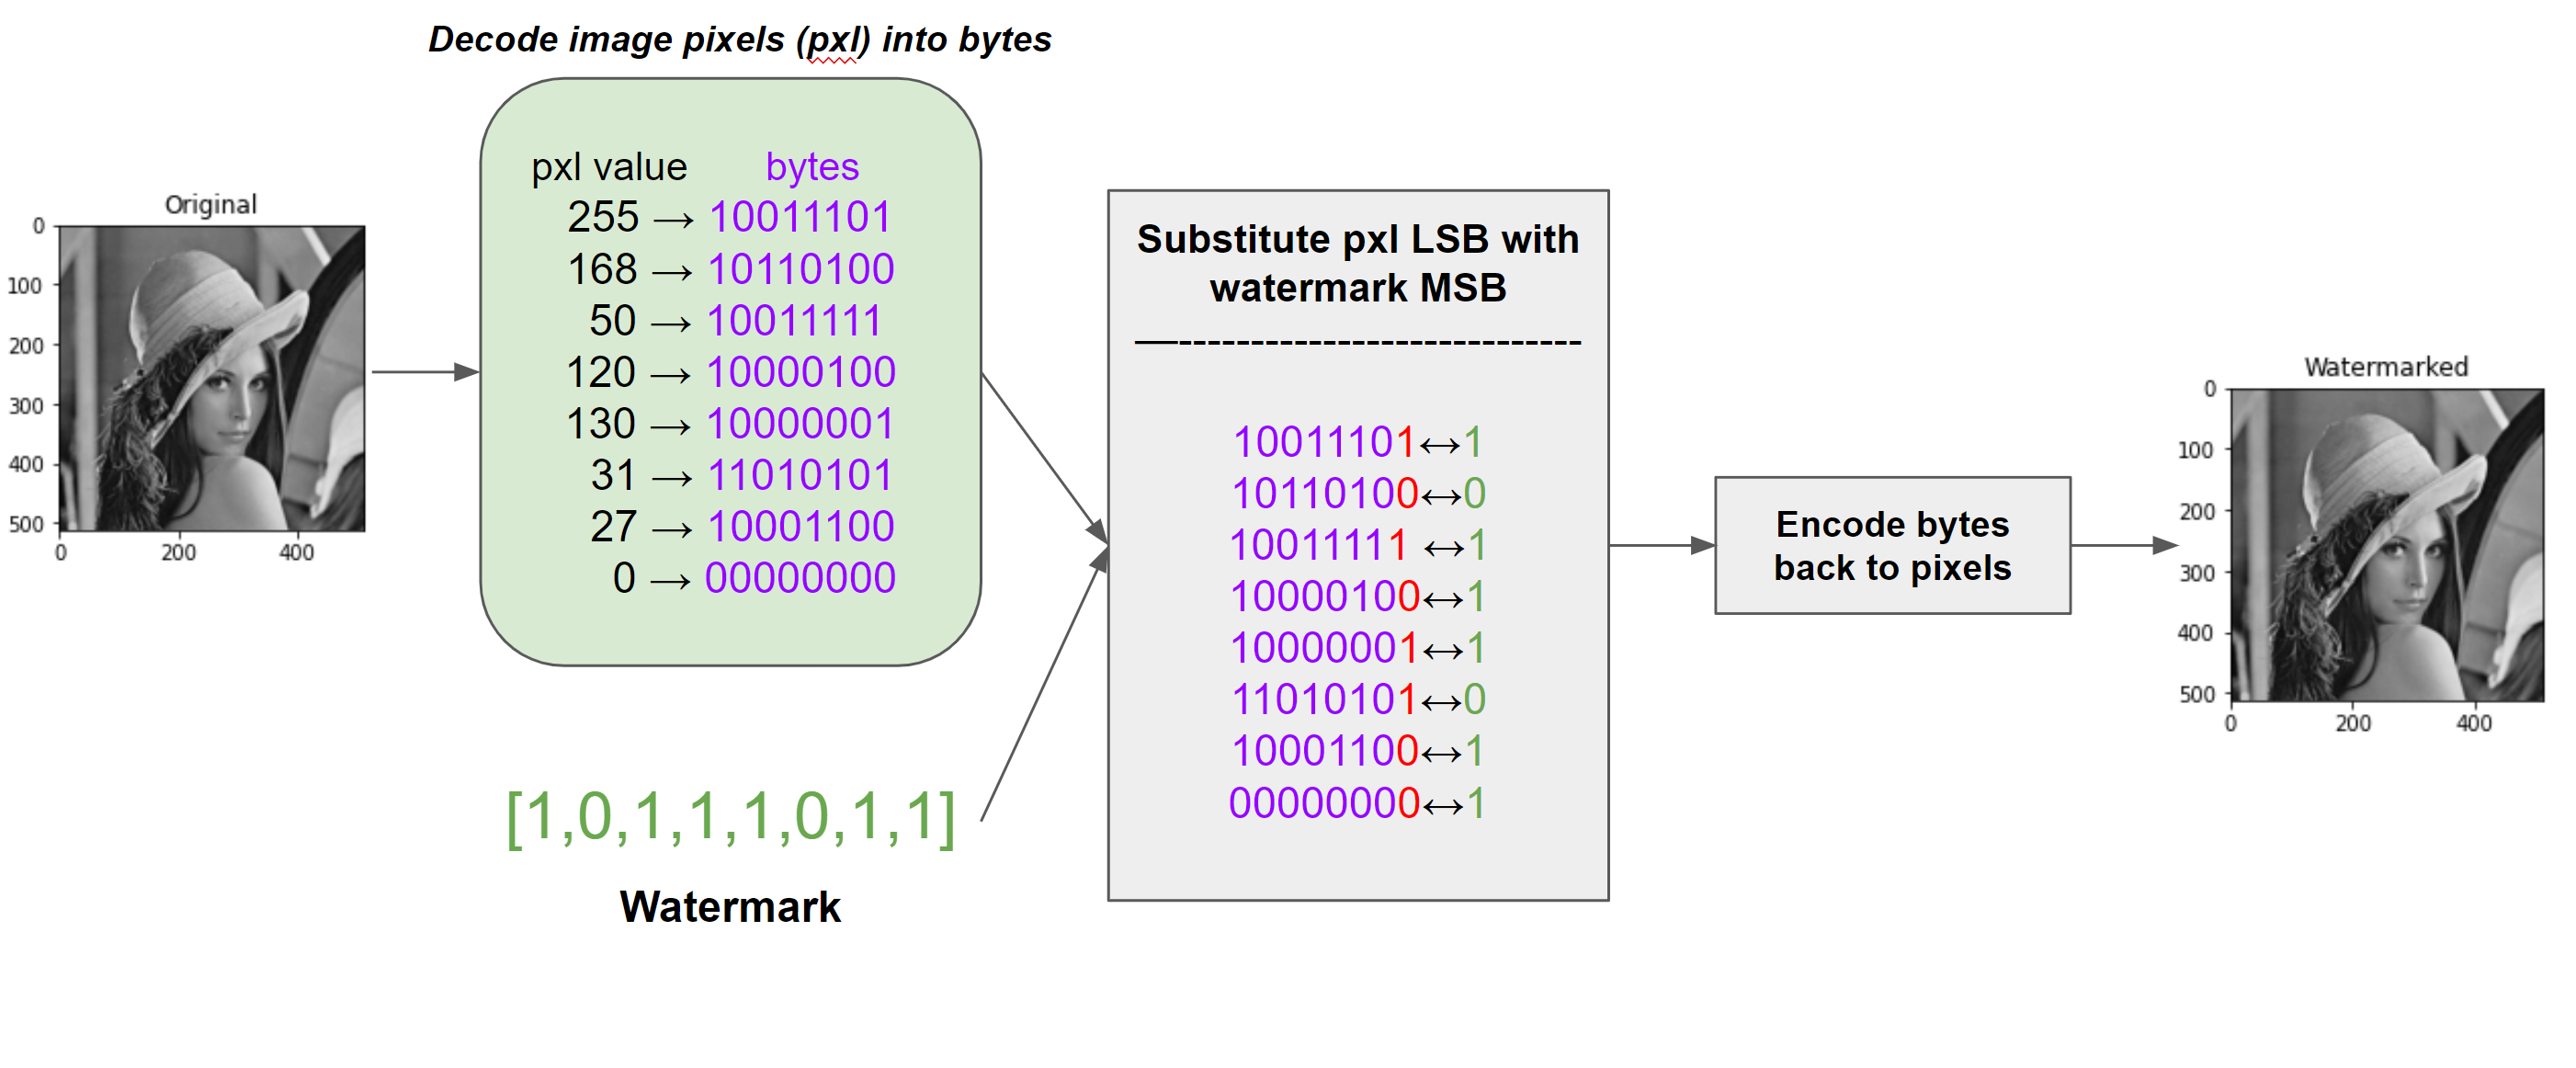 Decode image pixels (pxl) into bytes
Original
0
100
200
300
400
500
0 200 400
pxl value bytes
255 → 10011101
168 → 10110100
50 → 10011111
120 → 10000100
130 → 10000001
31 → 11010101
27 → 10001100
0 → 00000000
[1,0,1,1,1,0,1,1]
Watermark
Substitute pxl LSB with
watermark MSB
—----------------------------
10011101↔1
10110100↔0
10011111 ↔1
10000100↔1
10000001↔1
11010101↔0
10001100↔1
00000000↔1
Encode bytes
back to pixels
Watermarked
0
100
200
300
400
500
0 200 400